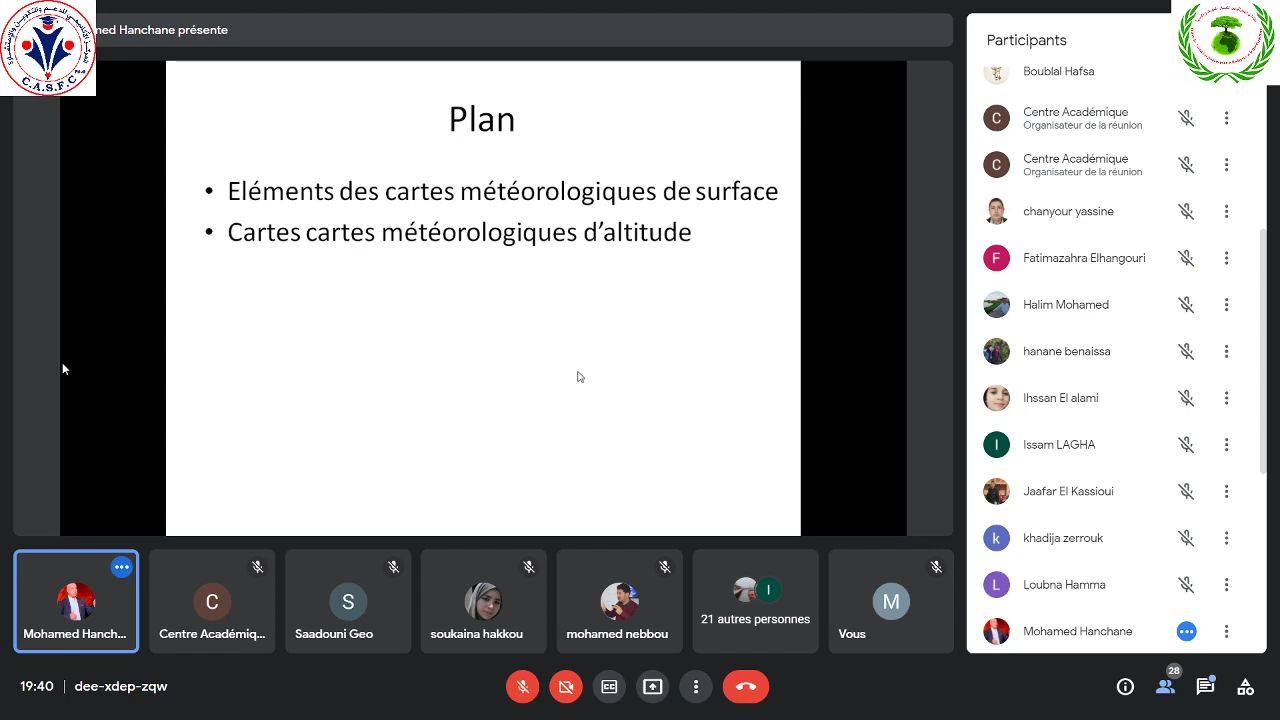 ned Hanchane présente
C.A.S.F.C
Plan
• Eléments des cartes météorologiques de surface
• Cartes cartes météorologiques d’altitude
Mohamed Hanch...
C
Centre Académiq...
S
Saadouni Geo
soukaina hakkou
mohamed nebbou
I
21 autres personnes
M
Vous
Participants
Boublal Hafsa
C
Centre Académique
Organisateur de la réunion
C
Centre Académique
Organisateur de la réunion
chanyour yassine
F
Fatimazahra Elhangouri
Halim Mohamed
hanane benaissa
Ihssan El alami
I
Issam LAGHA
Jaafar El Kassioui
k
khadija zerrouk
L
Loubna Hamma
Mohamed Hanchane
19:40 | dee-xdep-zqw
CC
28